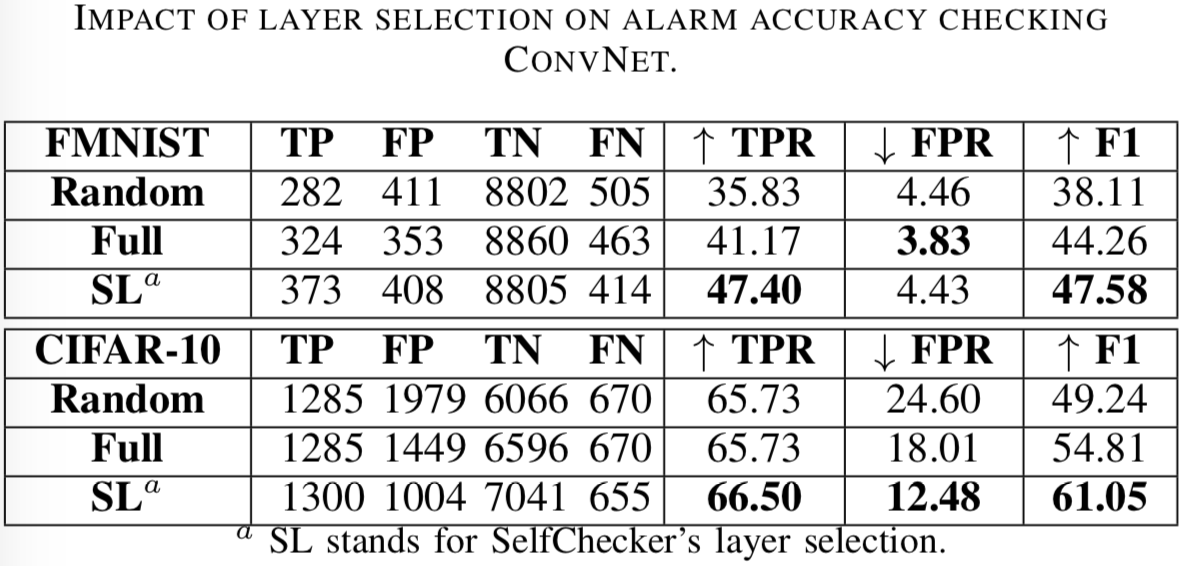 IMPACT OF LAYER SELECTION ON ALARM ACCURACY CHECKING
CONVNET.
FMNIST TP FP TN FN ↑ TPR ↓ FPR ↑ F1
Random 282 411 8802 505 35.83 4.46 38.11
Full 324 353 8860 463 41.17 3.83 44.26
SLᵃ 373 408 8805 414 47.40 4.43 47.58
CIFAR-10 TP FP TN FN ↑ TPR ↓ FPR ↑ F1
Random 1285 1979 6066 670 65.73 24.60 49.24
Full 1285 1449 6596 670 65.73 18.01 54.81
SLᵃ 1300 1004 7041 655 66.50 12.48 61.05
ᵃ SL stands for SelfChecker's layer selection.